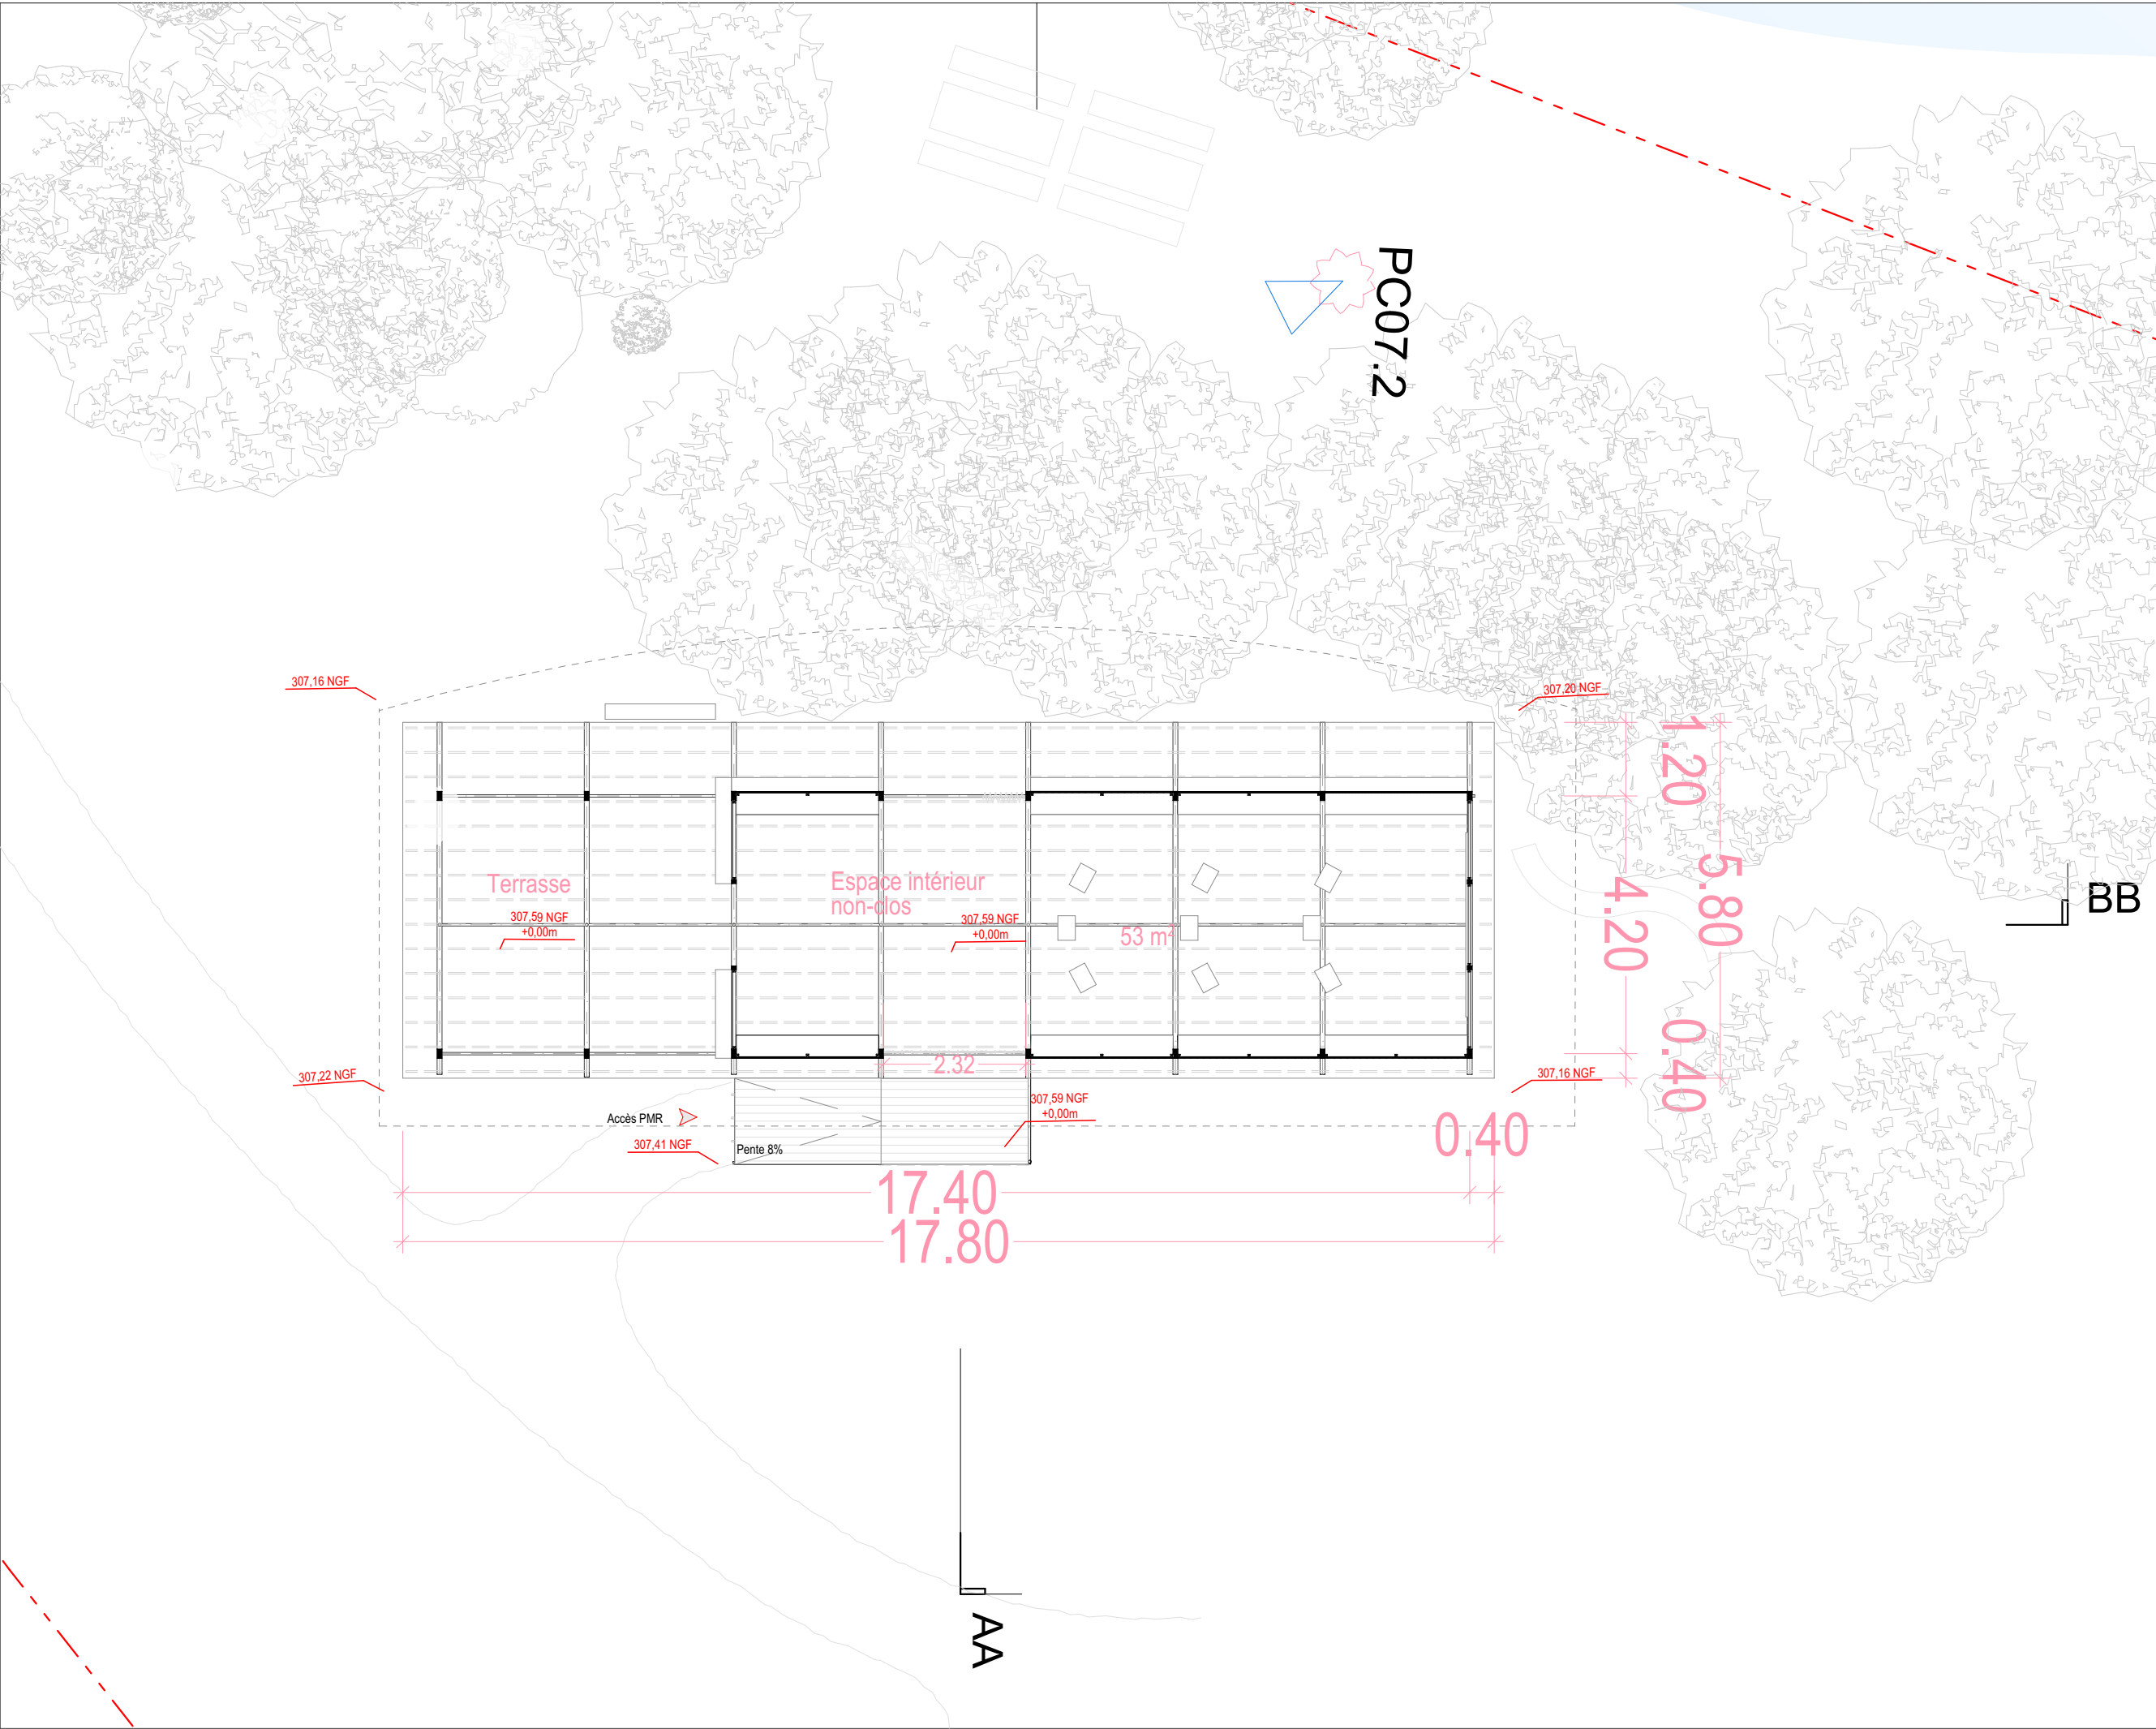 PC07.2
307,16 NGF
307,20 NGF
1.20
5.80
4.20
0.40
BB
Terrasse
307,59 NGF
+0,00m
Espace intérieur
non-clos
307,59 NGF
+0,00m
53 m²
2.32
307,22 NGF
307,16 NGF
307,59 NGF
+0,00m
Accès PMR
307,41 NGF
Pente 8%
0.40
17.40
17.80
AA